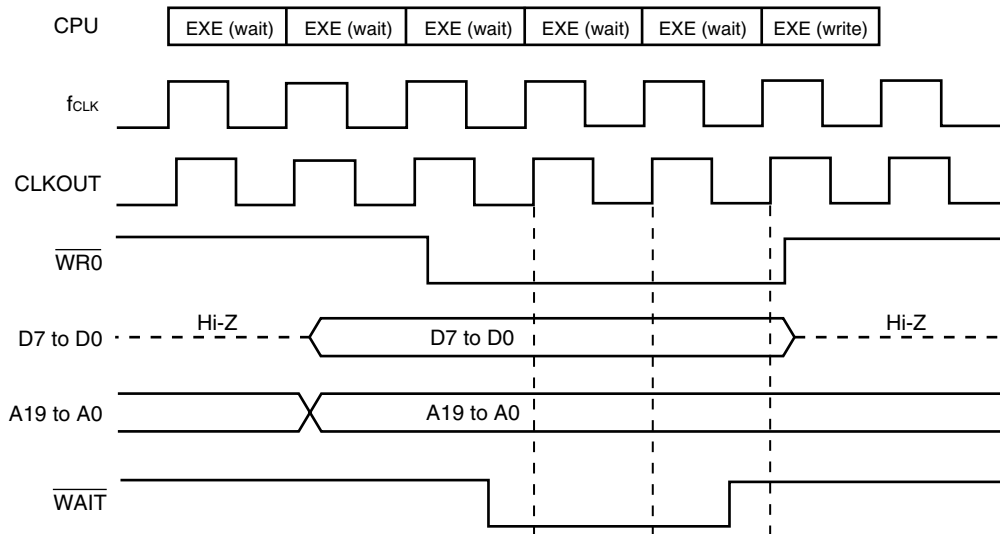 CPU EXE (wait) EXE (wait) EXE (wait) EXE (wait) EXE (wait) EXE (write)
fCLK
CLKOUT
WR0
Hi-Z Hi-Z
D7 to D0 D7 to D0
A19 to A0 A19 to A0
WAIT